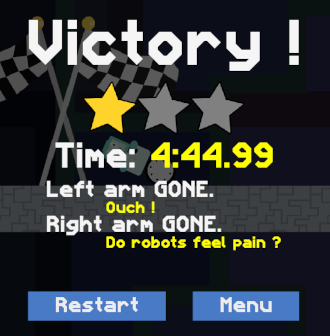 Victory !
Time: 4:44.99
Left arm GONE.
Ouch !
Right arm GONE.
Do robots feel pain ?
Restart Menu